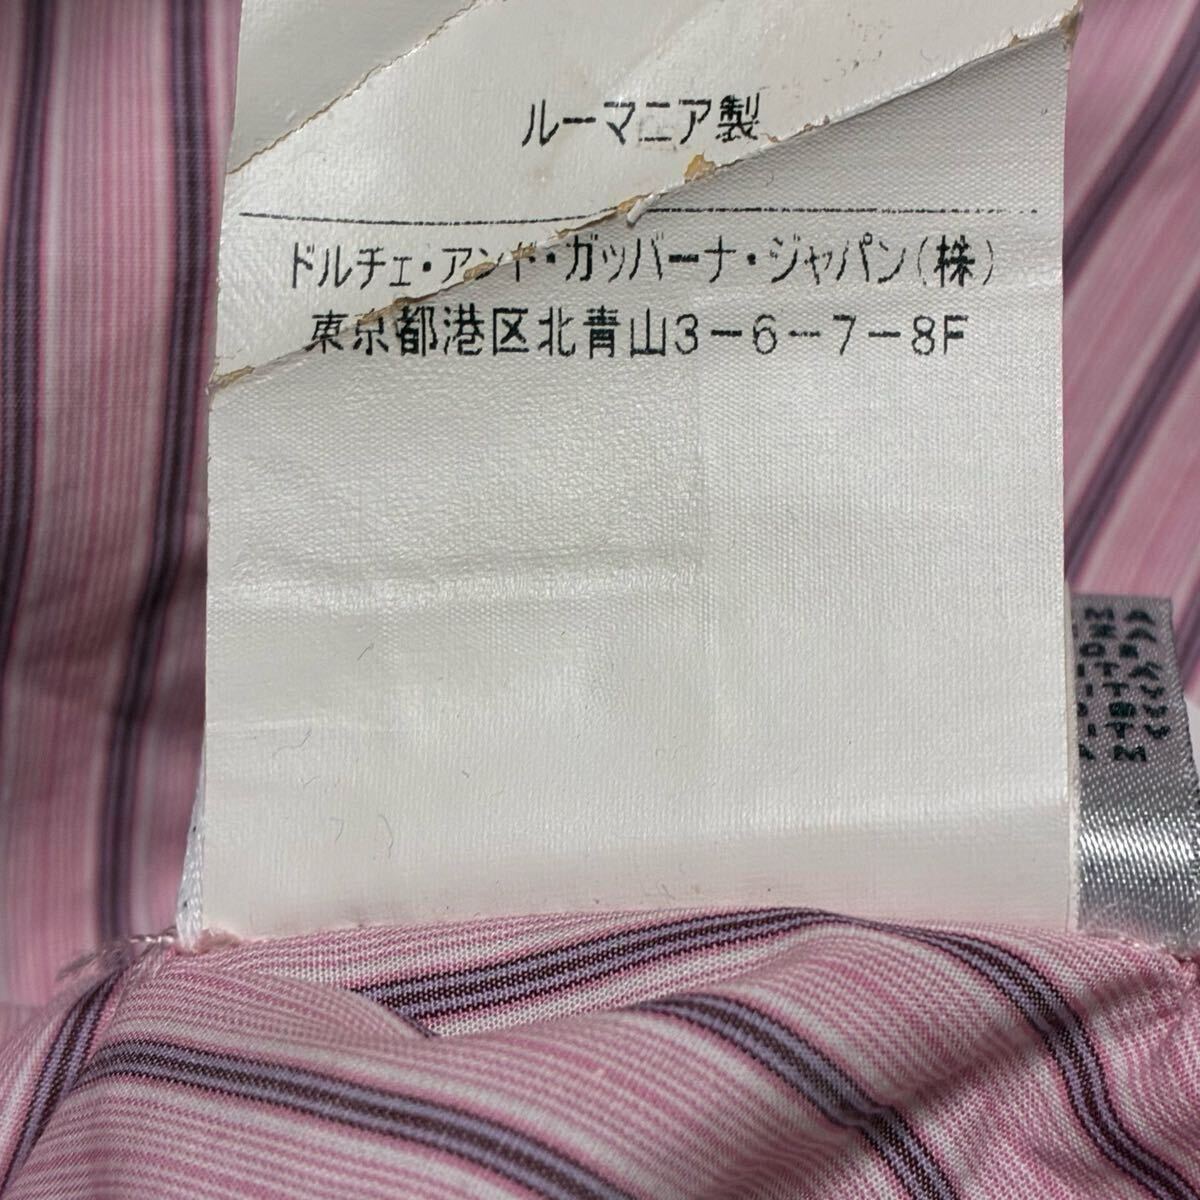 ルーマニア製
ドルチェ・アンド・ガッバーナ・ジャパン(株)
東京都港区北青山3-6-7-8F